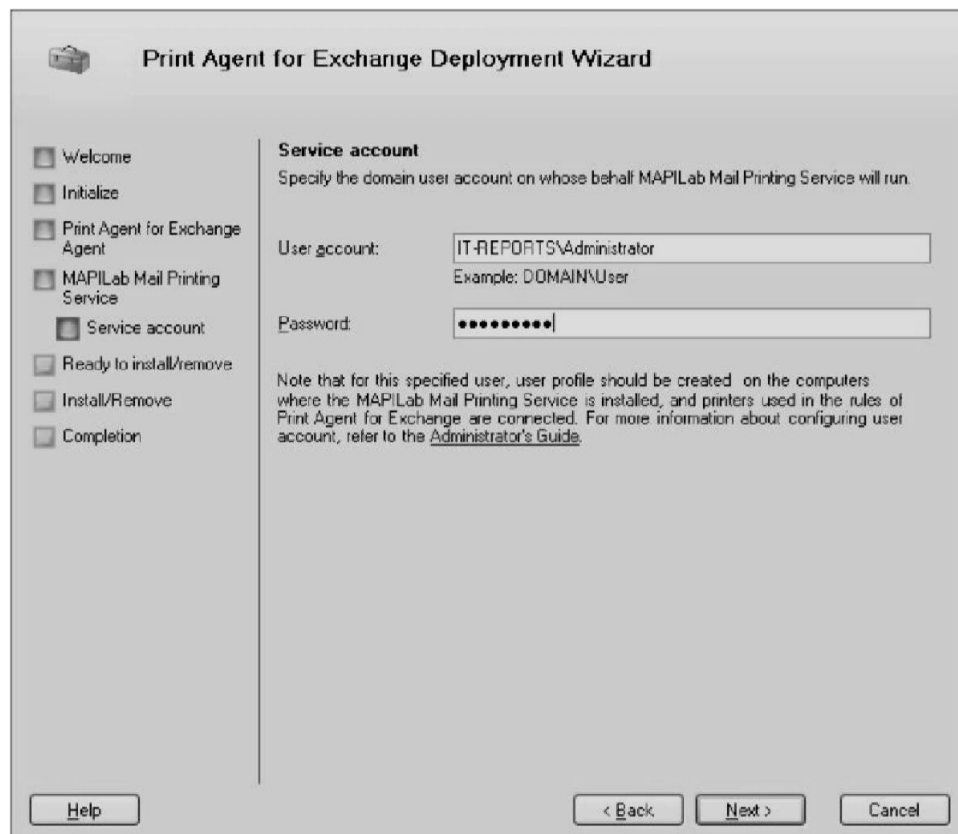 Print Agent for Exchange Deployment Wizard
Welcome
Initialize
Print Agent for Exchange
Agent
MAPILab Mail Printing
Service
Service account
Ready to install/remove
Install/Remove
Completion
Service account
Specify the domain user account on whose behalf MAPILab Mail Printing Service will run.
User account: IT-REPORTS\Administrator
Example: DOMAIN\User
Password: ●●●●●●●●●
Note that for this specified user, user profile should be created on the computers
where the MAPILab Mail Printing Service is installed, and printers used in the rules of
Print Agent for Exchange are connected. For more information about configuring user
account, refer to the Administrator's Guide.
Help
< Back
Next >
Cancel